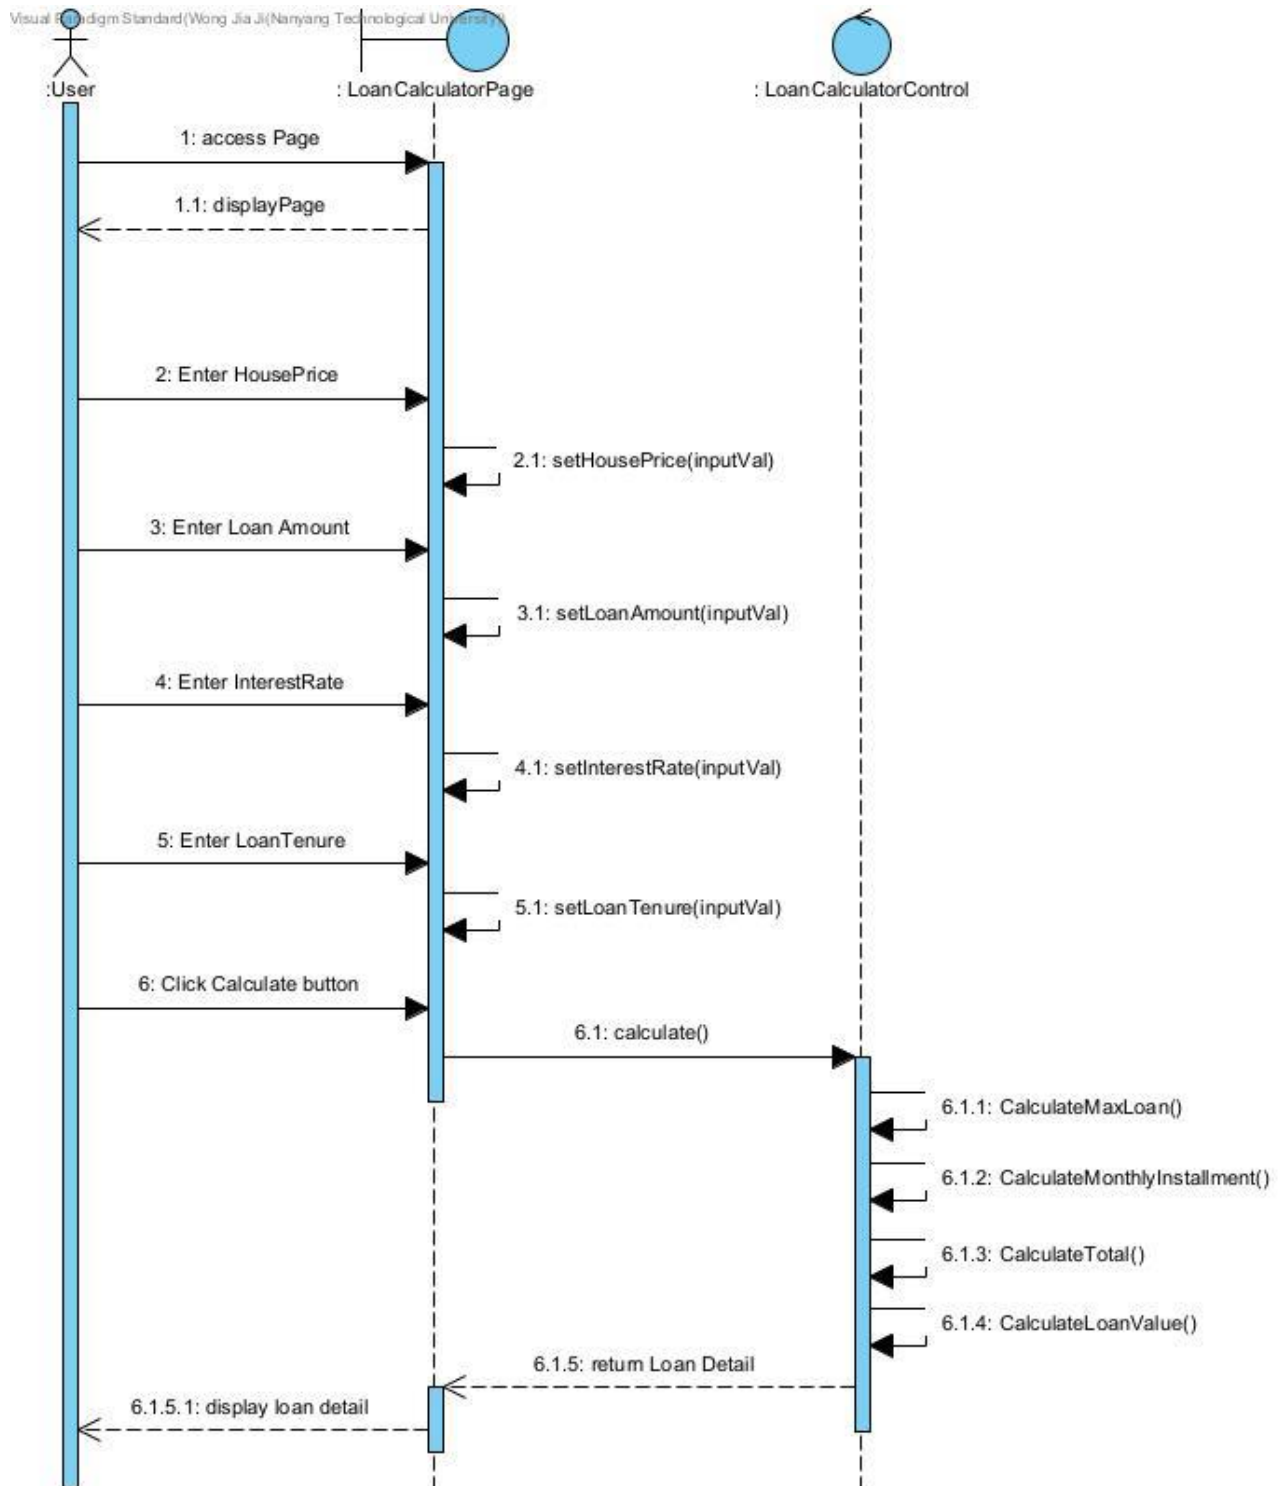 Visual Paradigm Standard(Wong Jia Ji(Nanyang Technological University))
:User
: LoanCalculatorPage
: LoanCalculatorControl
1: access Page
1.1: displayPage
2: Enter HousePrice
2.1: setHousePrice(inputVal)
3: Enter Loan Amount
3.1: setLoanAmount(inputVal)
4: Enter InterestRate
4.1: setInterestRate(inputVal)
5: Enter LoanTenure
5.1: setLoanTenure(inputVal)
6: Click Calculate button
6.1: calculate()
6.1.1: CalculateMaxLoan()
6.1.2: CalculateMonthlyInstallment()
6.1.3: CalculateTotal()
6.1.4: CalculateLoanValue()
6.1.5: return Loan Detail
6.1.5.1: display loan detail